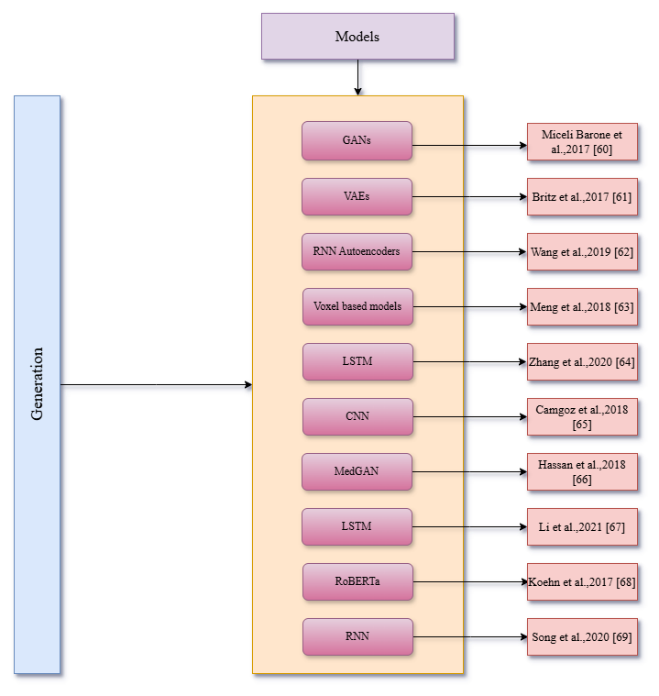 Models
Generation
GANs
Miceli Barone et
al.,2017 [60]
VAEs
Britz et al.,2017 [61]
RNN Autoencoders
Wang et al.,2019 [62]
Voxel based models
Meng et al.,2018 [63]
LSTM
Zhang et al.,2020 [64]
CNN
Camgoz et al.,2018
[65]
MedGAN
Hassan et al.,2018
[66]
LSTM
Li et al.,2021 [67]
RoBERTa
Koehn et al.,2017 [68]
RNN
Song et al.,2020 [69]